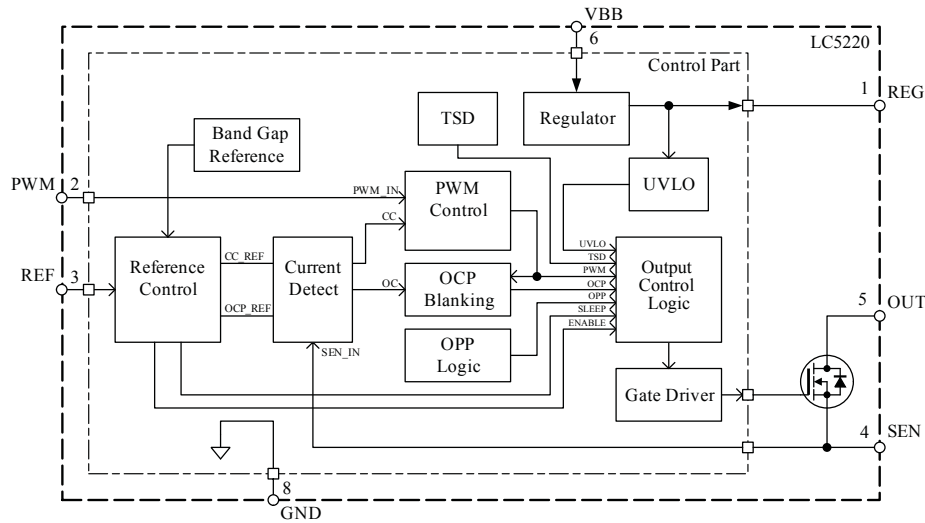 VBB
6
LC5220
Control Part
1
REG
TSD
Regulator
Band Gap
Reference
UVLO
PWM
2
PWM_IN
PWM
Control
CC
UVLO
TSD
PWM
OCP
OPP
SLEEP
ENABLE
Output
Control
Logic
REF
3
Reference
Control
CC_REF
OCP_REF
Current
Detect
SEN_IN
OC
OCP
Blanking
OPP
Logic
5
OUT
Gate Driver
4
SEN
8
GND